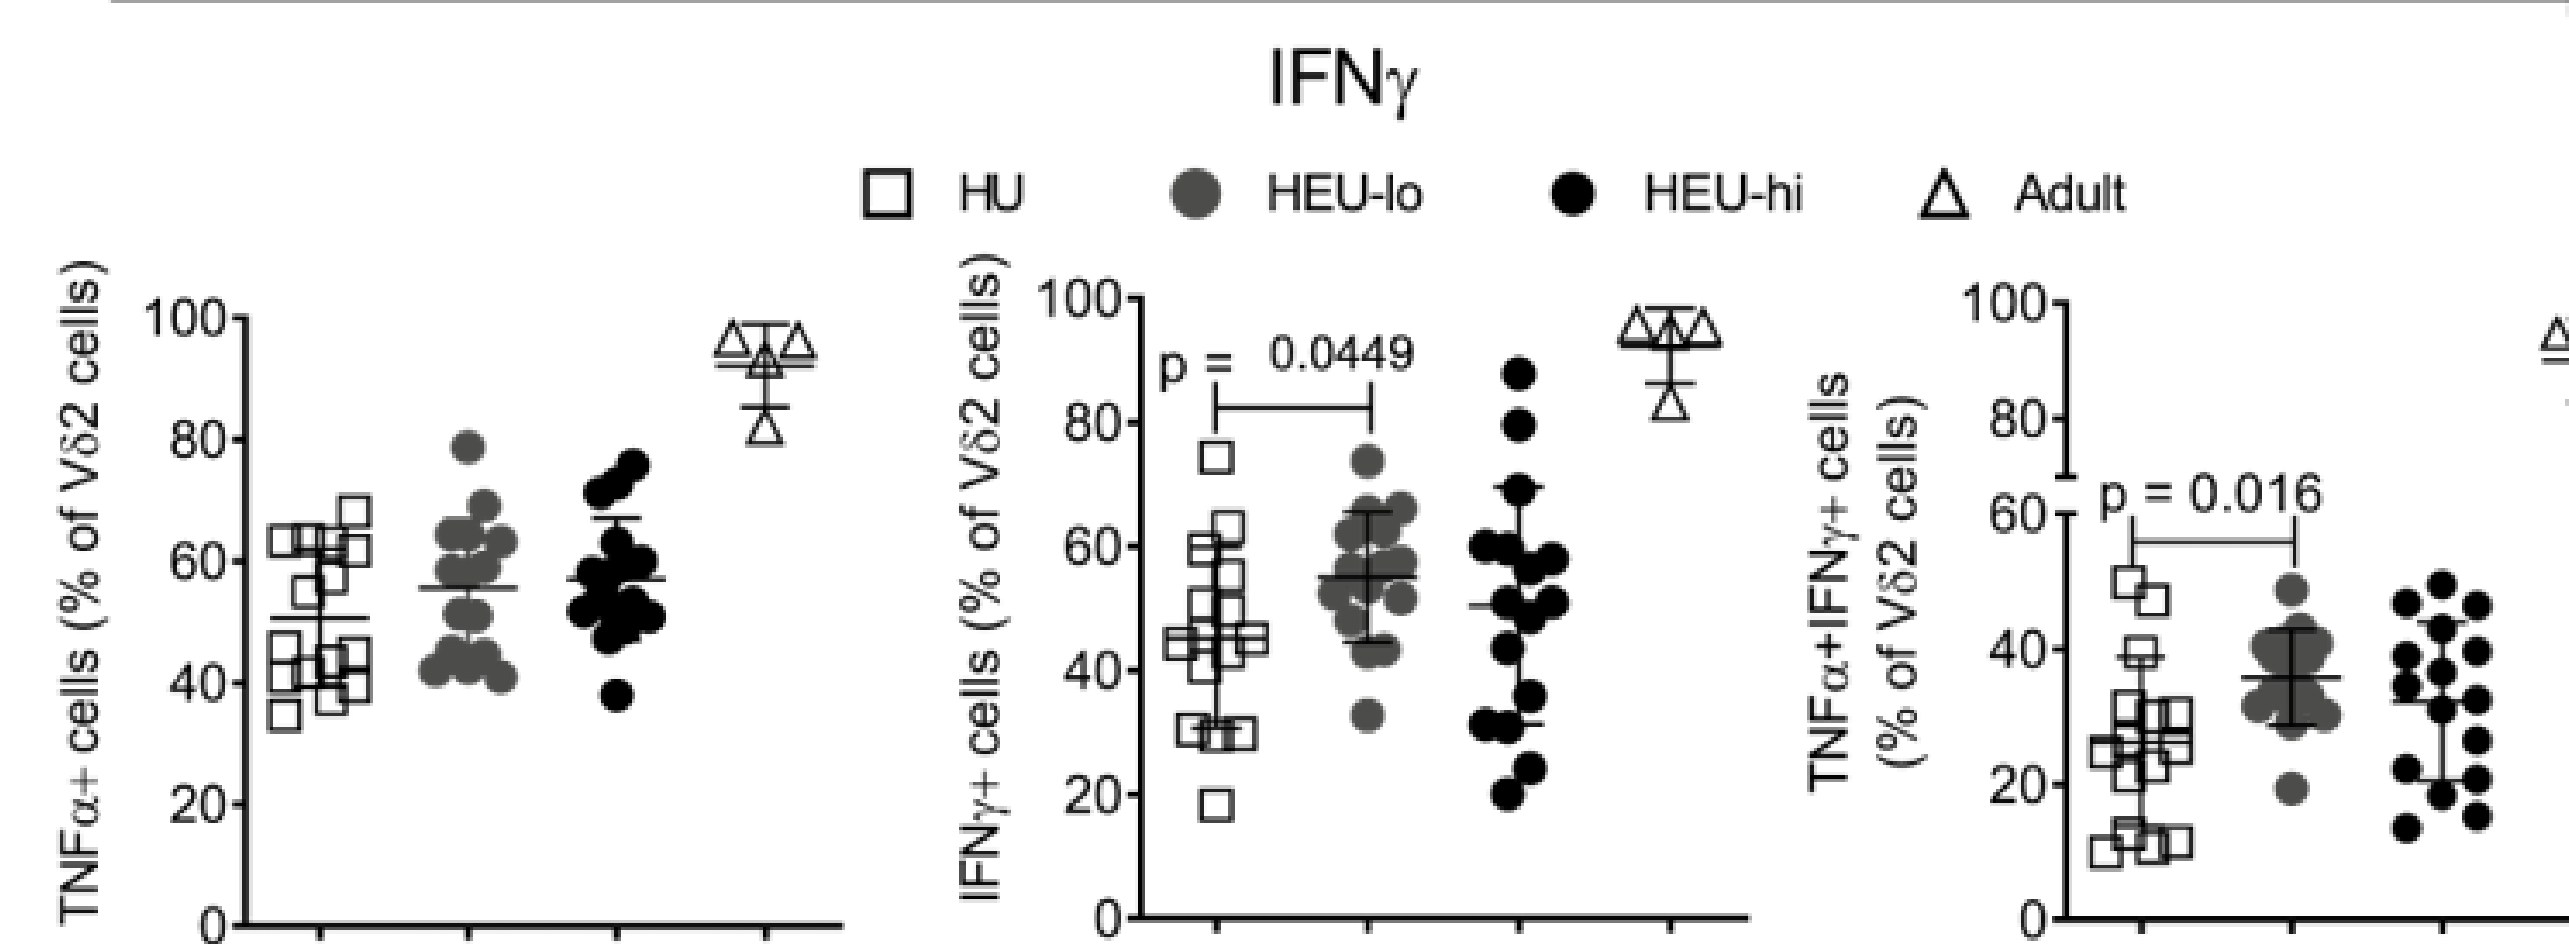 IFNγ
HU HEU-lo HEU-hi Adult
TNFα+ cells (% of Vδ2 cells)
100
80
60
40
20
0
IFNγ+ cells (% of Vδ2 cells)
100
80
60
40
20
0
p = 0.0449
TNFα+IFNγ+ cells
(% of Vδ2 cells)
100
80
60
40
20
0
p = 0.016